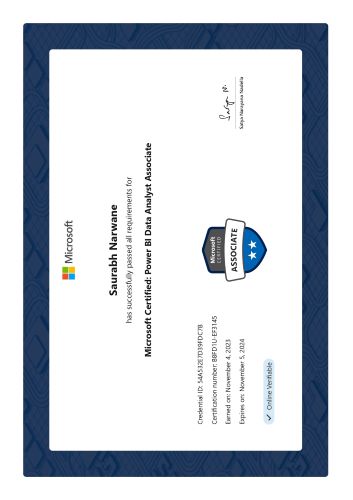 Microsoft
Saurabh Narwane
has successfully passed all requirements for
Microsoft Certified: Power BI Data Analyst Associate
Credential ID: 54A532E7D39FDC7B
Certification number: B8FD1U-EF3145
Earned on: November 4, 2023
Expires on: November 5, 2024
Online Verifiable
Microsoft
CERTIFIED
ASSOCIATE
Satya N.
Satya Narayana Nadella